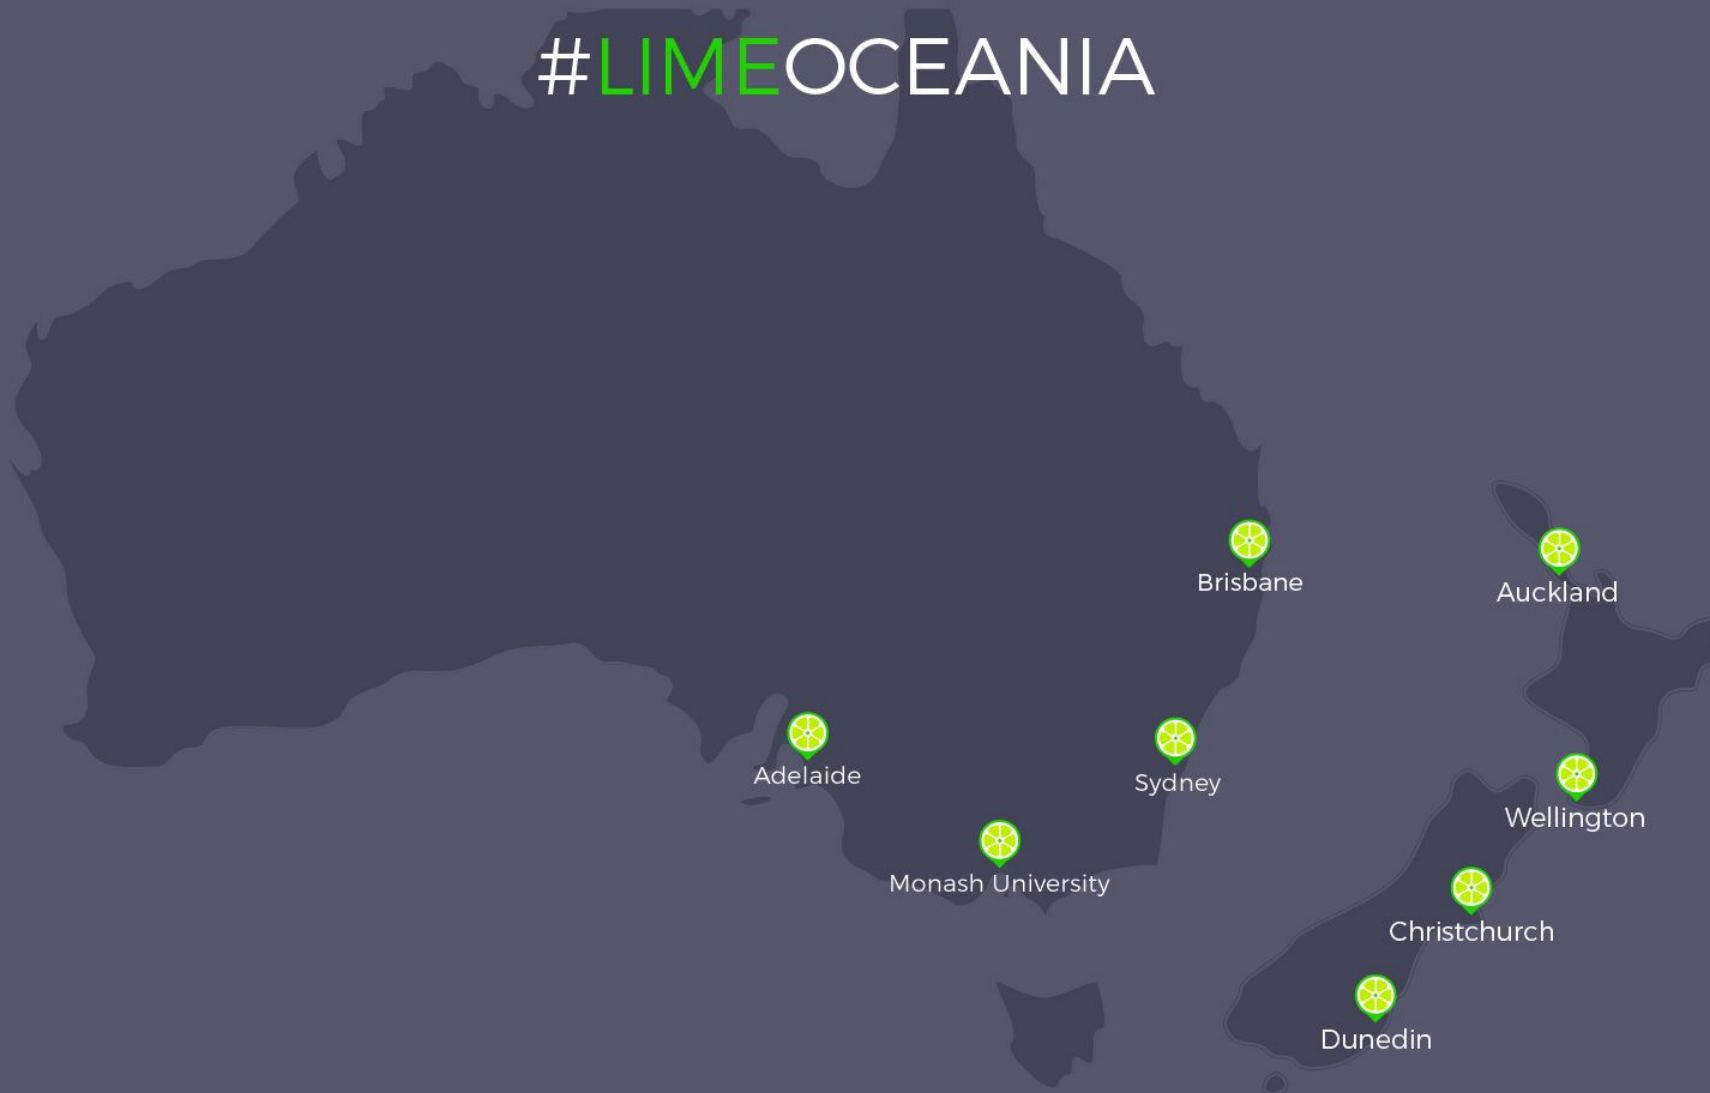 #LIMEOCEANIA
Brisbane
Auckland
Adelaide
Sydney
Wellington
Monash University
Christchurch
Dunedin